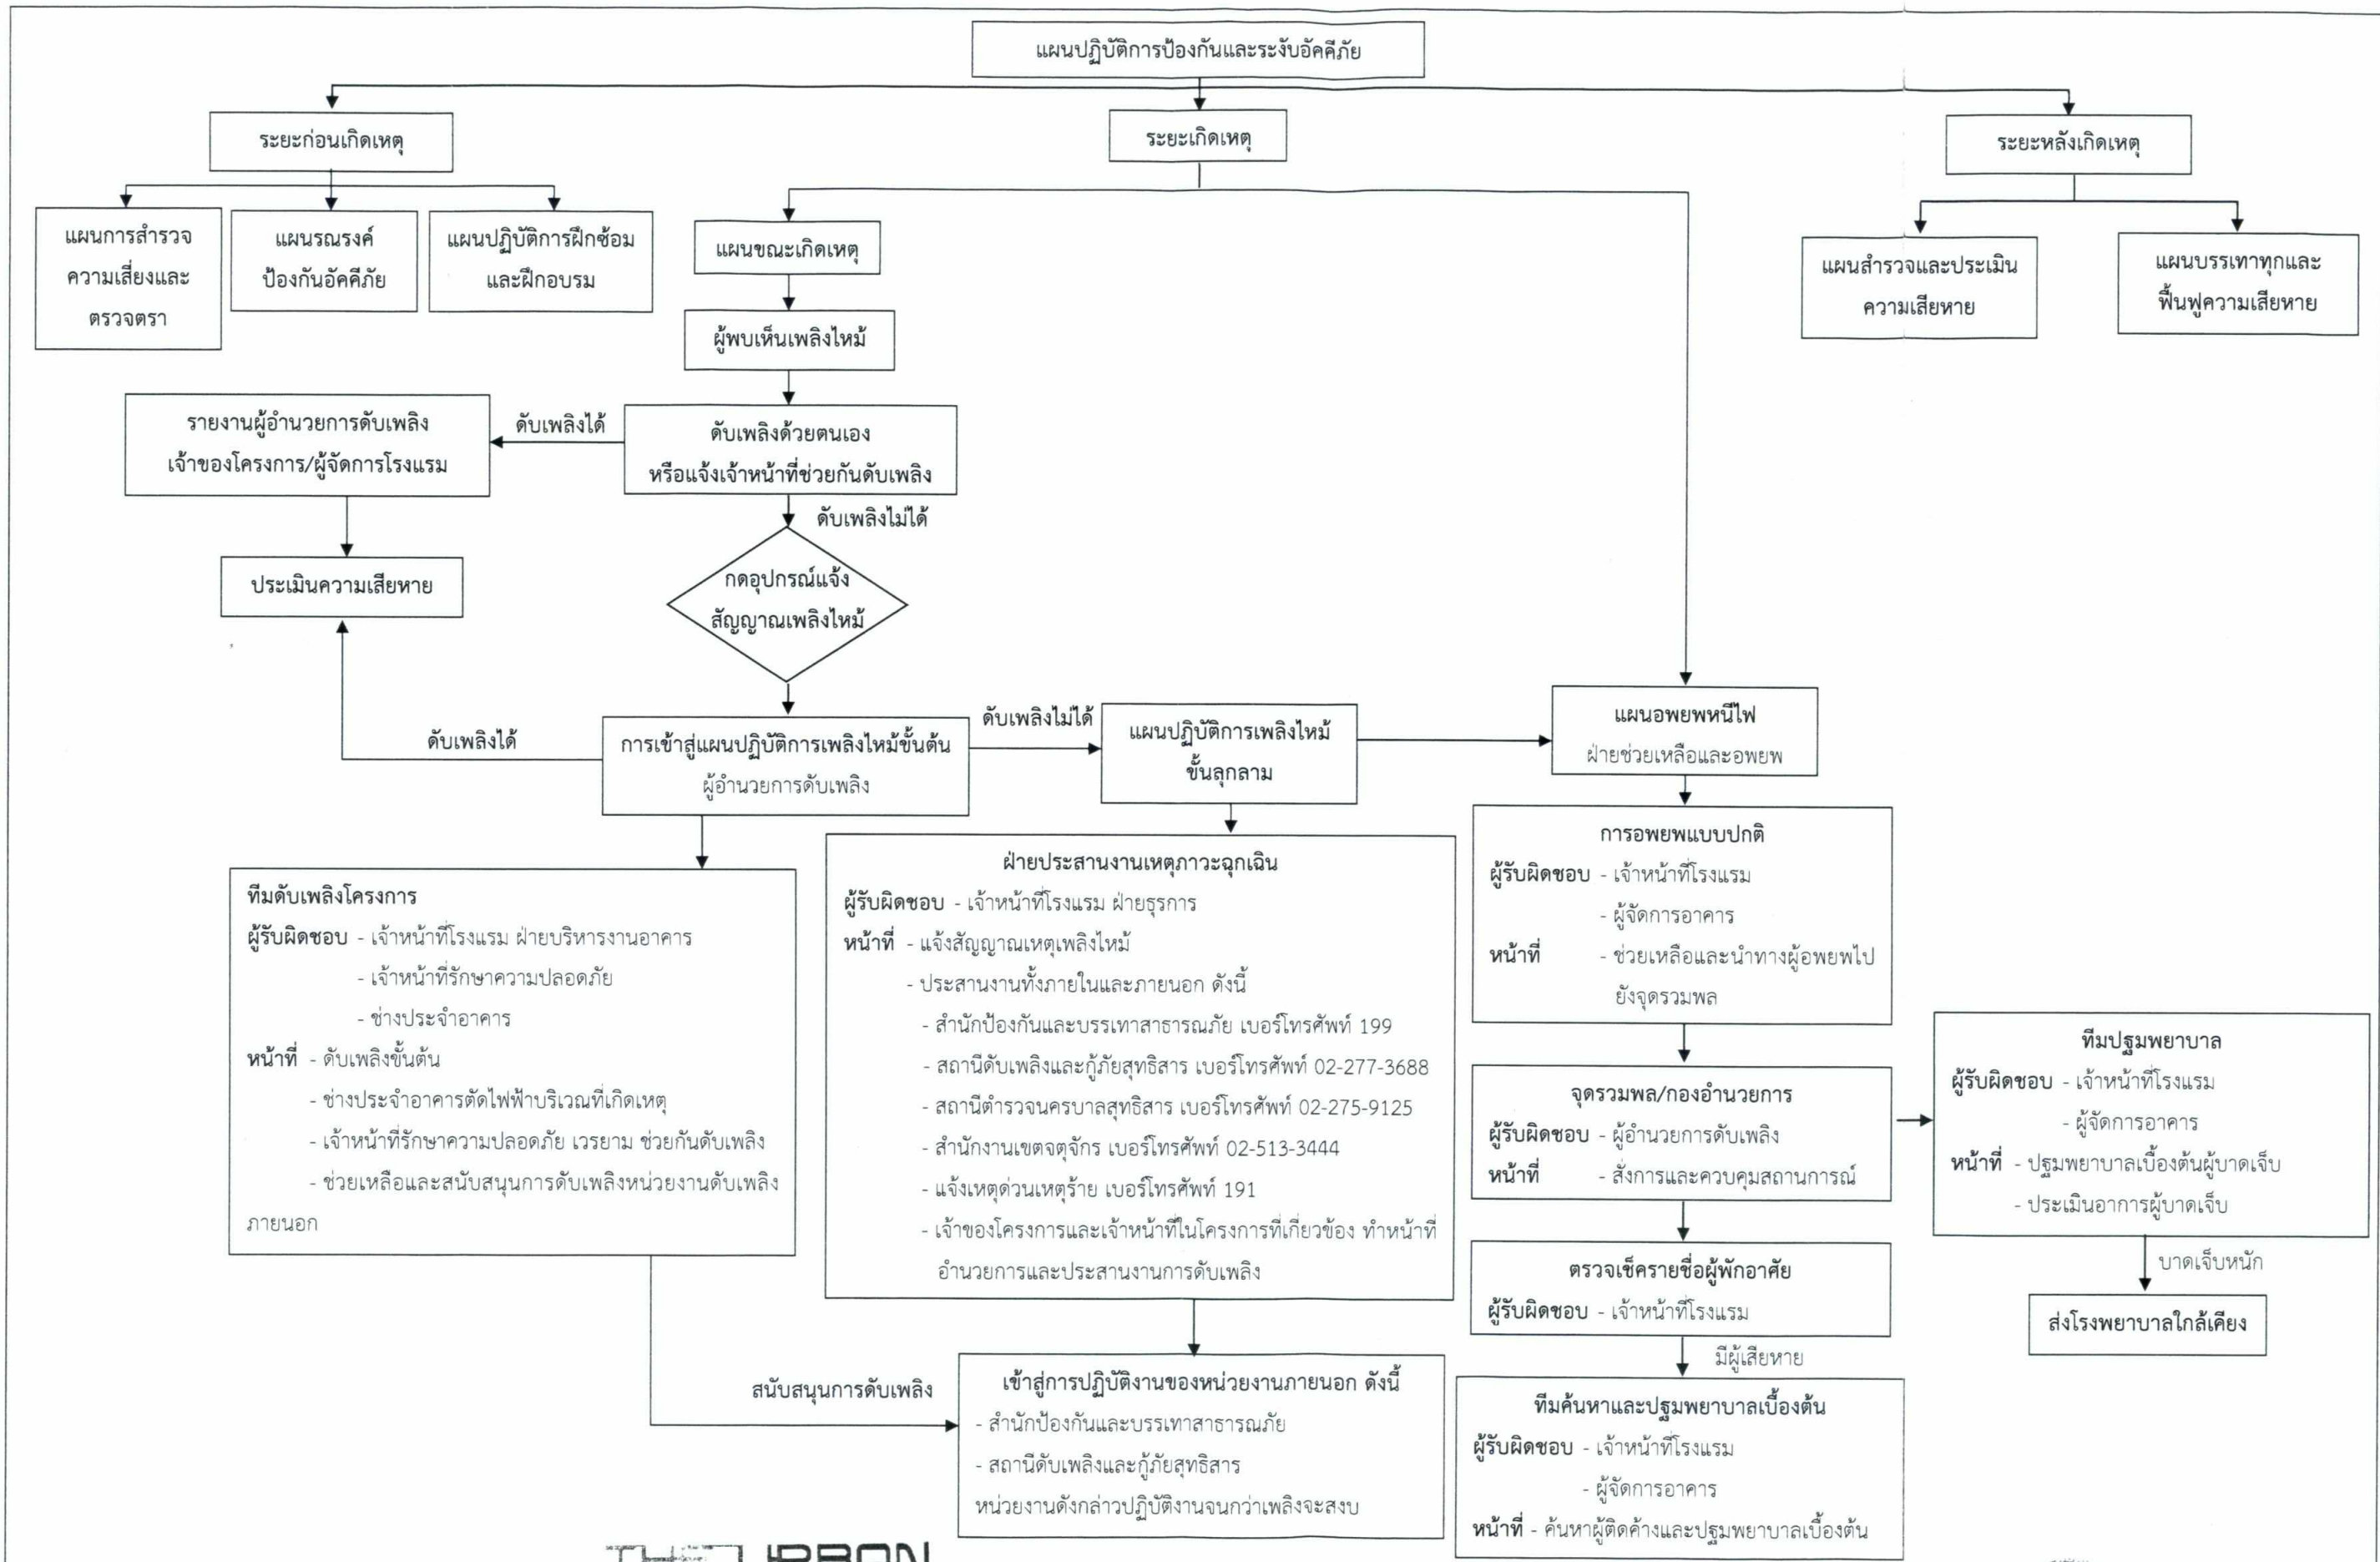 แผนปฏิบัติการป้องกันและระงับอัคคีภัย
ระยะก่อนเกิดเหตุ
ระยะเกิดเหตุ
ระยะหลังเกิดเหตุ
แผนการสำรวจ
ความเสี่ยงและ
ตรวจตรา
แผนรณรงค์
ป้องกันอัคคีภัย
แผนปฏิบัติการฝึกซ้อม
และฝึกอบรม
แผนขณะเกิดเหตุ
แผนสำรวจและประเมิน
ความเสียหาย
แผนบรรเทาทุกและ
ฟื้นฟูความเสียหาย
ผู้พบเห็นเพลิงไหม้
รายงานผู้อำนวยการดับเพลิง
เจ้าของโครงการ/ผู้จัดการโรงแรม
ดับเพลิงได้
ดับเพลิงด้วยตนเอง
หรือแจ้งเจ้าหน้าที่ช่วยกันดับเพลิง
ดับเพลิงไม่ได้
ประเมินความเสียหาย
กดอุปกรณ์แจ้ง
สัญญาณเพลิงไหม้
ดับเพลิงได้
การเข้าสู่แผนปฏิบัติการเพลิงไหม้ขั้นต้น
ผู้อำนวยการดับเพลิง
ดับเพลิงไม่ได้
แผนปฏิบัติการเพลิงไหม้
ขั้นลุกลาม
แผนอพยพหนีไฟ
ฝ่ายช่วยเหลือและอพยพ
ทีมดับเพลิงโครงการ
ผู้รับผิดชอบ - เจ้าหน้าที่โรงแรม ฝ่ายบริหารงานอาคาร
- เจ้าหน้าที่รักษาความปลอดภัย
- ช่างประจำอาคาร
หน้าที่ - ดับเพลิงขั้นต้น
- ช่างประจำอาคารตัดไฟฟ้าบริเวณที่เกิดเหตุ
- เจ้าหน้าที่รักษาความปลอดภัย เวรยาม ช่วยกันดับเพลิง
- ช่วยเหลือและสนับสนุนการดับเพลิงหน่วยงานดับเพลิง
ภายนอก
ฝ่ายประสานงานเหตุภาวะฉุกเฉิน
ผู้รับผิดชอบ - เจ้าหน้าที่โรงแรม ฝ่ายธุรการ
หน้าที่ - แจ้งสัญญาณเหตุเพลิงไหม้
- ประสานงานทั้งภายในและภายนอก ดังนี้
- สำนักป้องกันและบรรเทาสาธารณภัย เบอร์โทรศัพท์ 199
- สถานีดับเพลิงและกู้ภัยสุทธิสาร เบอร์โทรศัพท์ 02-277-3688
- สถานีตำรวจนครบาลสุทธิสาร เบอร์โทรศัพท์ 02-275-9125
- สำนักงานเขตจตุจักร เบอร์โทรศัพท์ 02-513-3444
- แจ้งเหตุด่วนเหตุร้าย เบอร์โทรศัพท์ 191
- เจ้าของโครงการและเจ้าหน้าที่ในโครงการที่เกี่ยวข้อง ทำหน้าที่
อำนวยการและประสานงานการดับเพลิง
การอพยพแบบปกติ
ผู้รับผิดชอบ - เจ้าหน้าที่โรงแรม
- ผู้จัดการอาคาร
หน้าที่ - ช่วยเหลือและนำทางผู้อพยพไป
ยังจุดรวมพล
จุดรวมพล/กองอำนวยการ
ผู้รับผิดชอบ - ผู้อำนวยการดับเพลิง
หน้าที่ - สั่งการและควบคุมสถานการณ์
ทีมปฐมพยาบาล
ผู้รับผิดชอบ - เจ้าหน้าที่โรงแรม
- ผู้จัดการอาคาร
หน้าที่ - ปฐมพยาบาลเบื้องต้นผู้บาดเจ็บ
- ประเมินอาการผู้บาดเจ็บ
บาดเจ็บหนัก
ส่งโรงพยาบาลใกล้เคียง
ตรวจเช็ครายชื่อผู้พักอาศัย
ผู้รับผิดชอบ - เจ้าหน้าที่โรงแรม
มีผู้เสียหาย
สนับสนุนการดับเพลิง
เข้าสู่การปฏิบัติงานของหน่วยงานภายนอก ดังนี้
- สำนักป้องกันและบรรเทาสาธารณภัย
- สถานีดับเพลิงและกู้ภัยสุทธิสาร
หน่วยงานดังกล่าวปฏิบัติงานจนกว่าเพลิงจะสงบ
ทีมค้นหาและปฐมพยาบาลเบื้องต้น
ผู้รับผิดชอบ - เจ้าหน้าที่โรงแรม
- ผู้จัดการอาคาร
หน้าที่ - ค้นหาผู้ติดค้างและปฐมพยาบาลเบื้องต้น